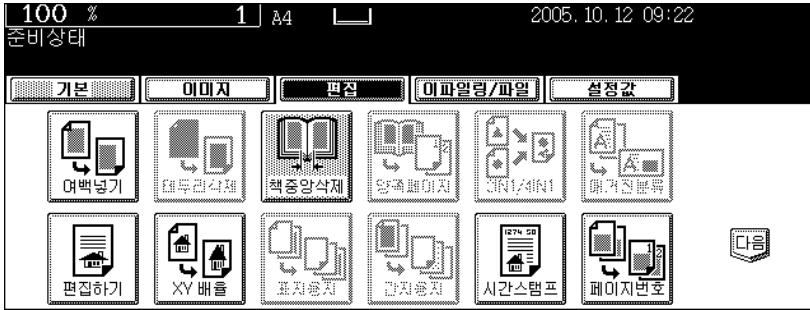 100 % 1 A4 2005.10.12 09:22
준비상태
기본 이미지 편집 이파일링/파일 설정값
여백넣기 테두리삭제 책중앙삭제 양쪽페이지 2IN1/4IN1 매거진분류
다음
편집하기 XY 배율 표지용지 간지용지 시간스탬프 페이지번호